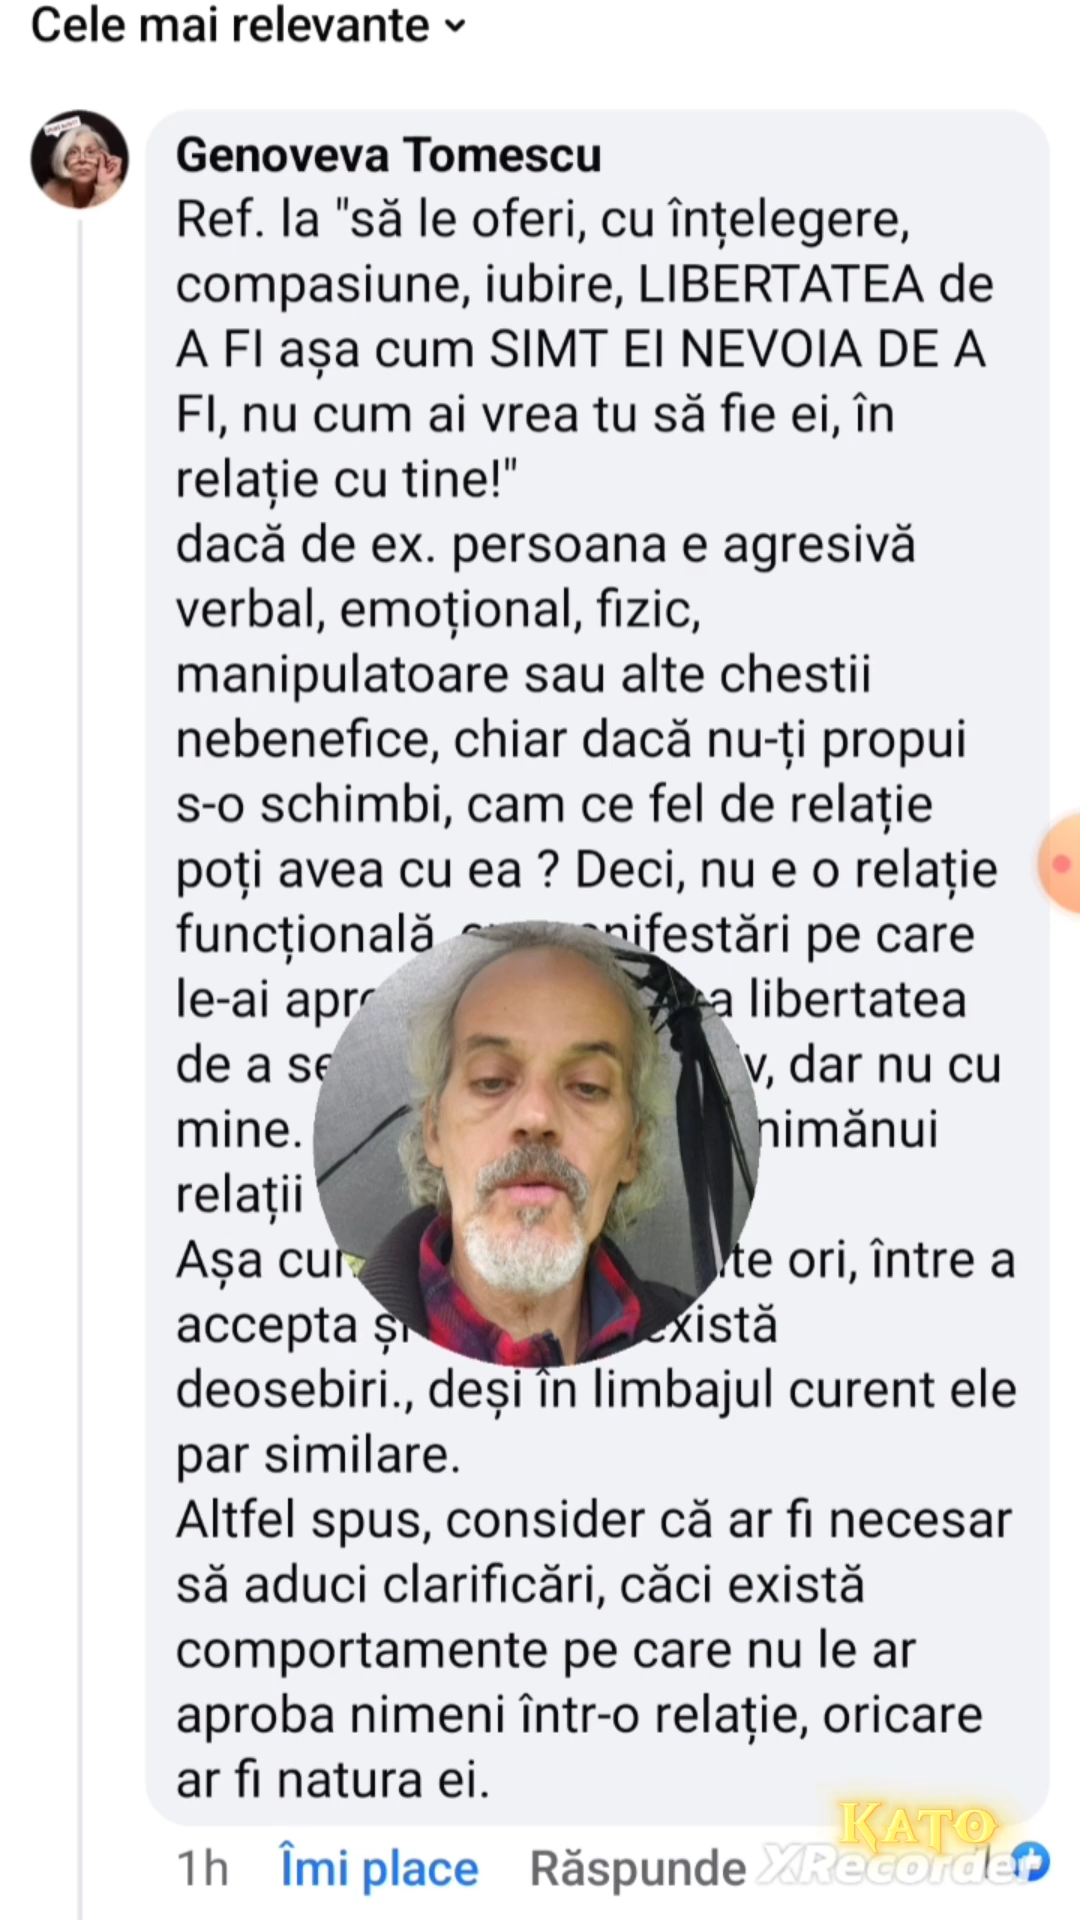 Cele mai relevante
Genoveva Tomescu
Ref. la "să le oferi, cu înțelegere,
compasiune, iubire, LIBERTATEA de
A FI așa cum SIMT EI NEVOIA DE A
FI, nu cum ai vrea tu să fie ei, în
relație cu tine!"
dacă de ex. persoana e agresivă
verbal, emoțional, fizic,
manipulatoare sau alte chestii
nebenefice, chiar dacă nu-ți propui
s-o schimbi, cam ce fel de relație
poți avea cu ea ? Deci, nu e o relație
funcțională pe care
le-ai libertatea
de a dar nu cu
mine. nimănui
relații
Așa ori, între a
accepta există
deosebiri., deși în limbajul curent ele
par similare.
Altfel spus, consider că ar fi necesar
să aduci clarificări, căci există
comportamente pe care nu le ar
aproba nimeni într-o relație, oricare
ar fi natura ei.
KATO
1h Îmi place Răspunde XRecorder